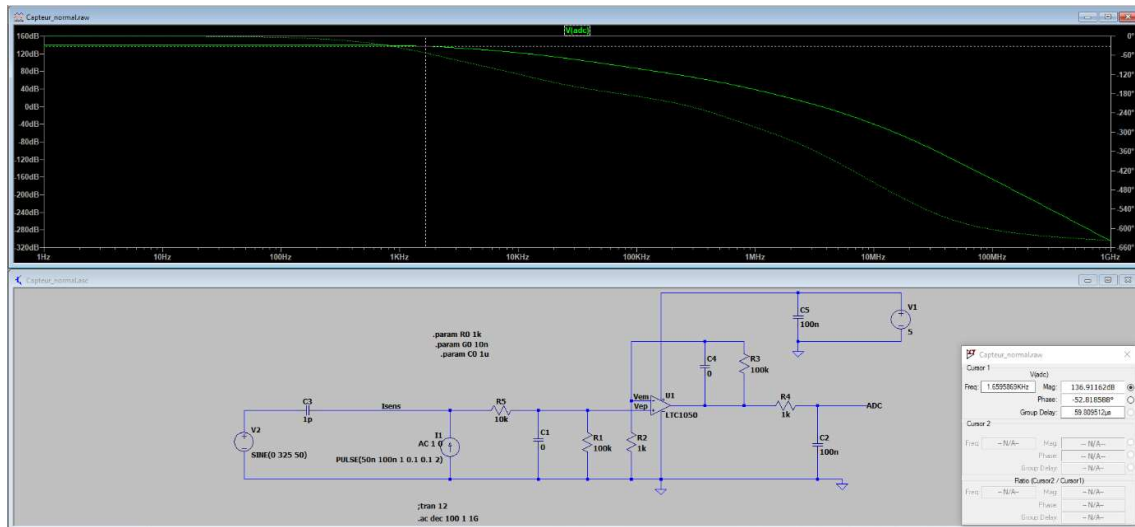 Capteur_normal.raw
V(adc)
160dB
120dB
80dB
40dB
0dB
-40dB
-80dB
-120dB
-160dB
-200dB
-240dB
-280dB
-320dB
0°
-60°
-120°
-180°
-240°
-300°
-360°
-420°
-480°
-540°
-600°
-660°
1Hz 10Hz 100Hz 1KHz 10KHz 100KHz 1MHz 10MHz 100MHz 1GHz
Capteur_normal.asc
.param R0 1k
.param G0 10n
.param C0 1u
C5
100n
V1
5
C4
0
R3
100k
C3
1p
Isens
R5
10k
Vem
Vep
U1
LTC1050
R4
1k
ADC
V2
SINE(0 325 50)
I1
AC 1 0
PULSE(50n 100n 1 0.1 0.1 2)
C1
0
R1
100k
R2
1k
C2
100n
;tran 12
.ac dec 100 1 1G
Capteur_normal.raw
Cursor 1
V(adc)
Freq: 1.6595869KHz Mag: 136.91162dB
Phase: -52.818588°
Group Delay: 59.809512µs
Cursor 2
Freq: -- N/A-- Mag: -- N/A--
Phase: -- N/A--
Group Delay: -- N/A--
Ratio (Cursor2 / Cursor1)
Freq: -- N/A-- Mag: -- N/A--
Phase: -- N/A--
Group Delay: -- N/A--